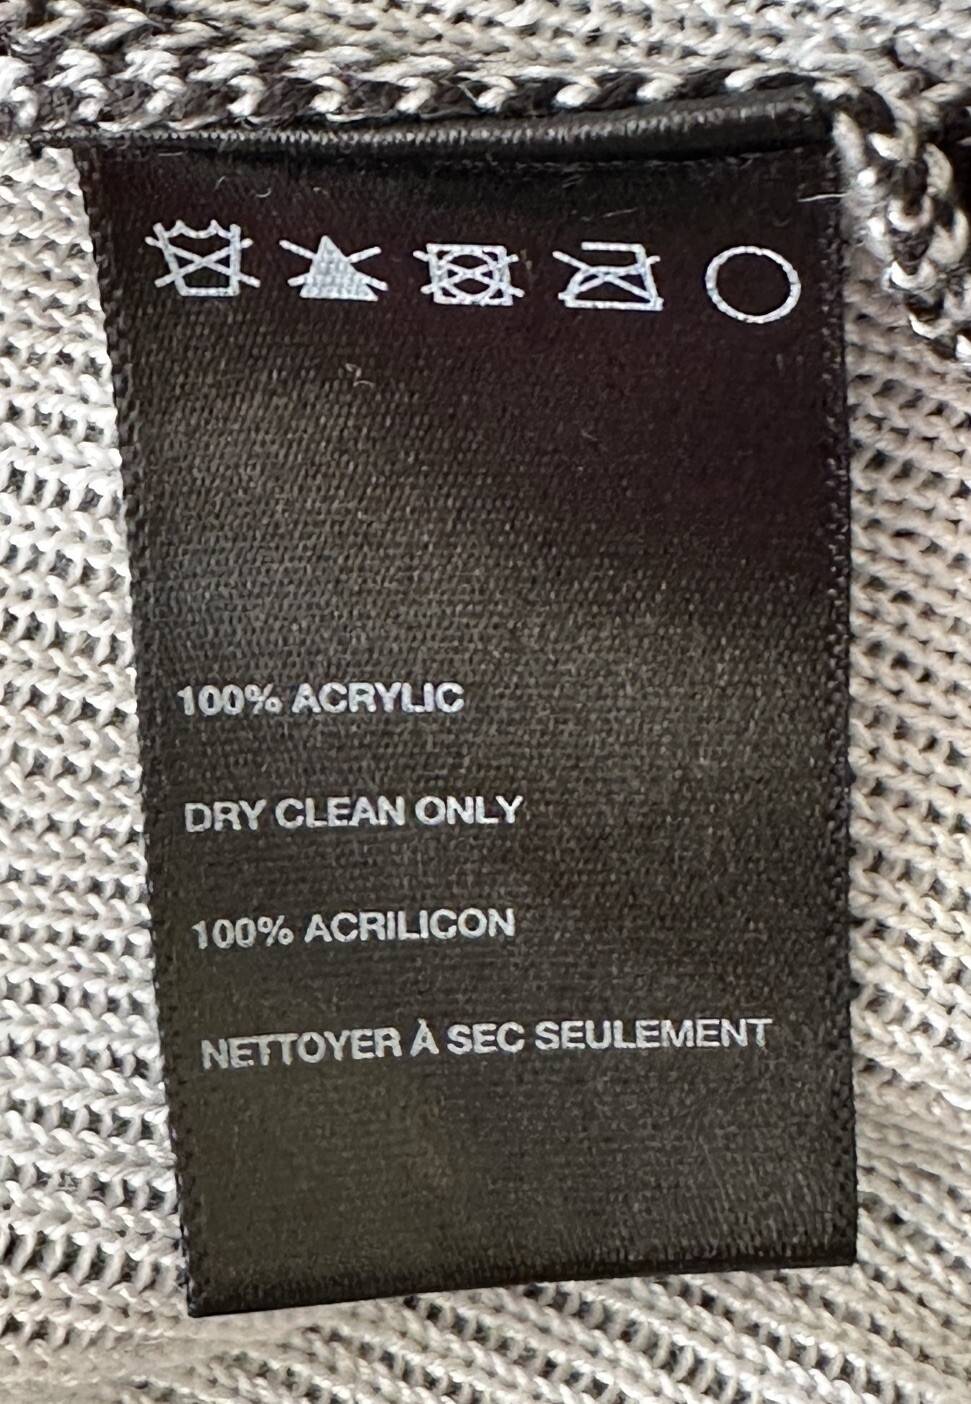 100% ACRYLIC
DRY CLEAN ONLY
100% ACRILICON
NETTOYER À SEC SEULEMENT